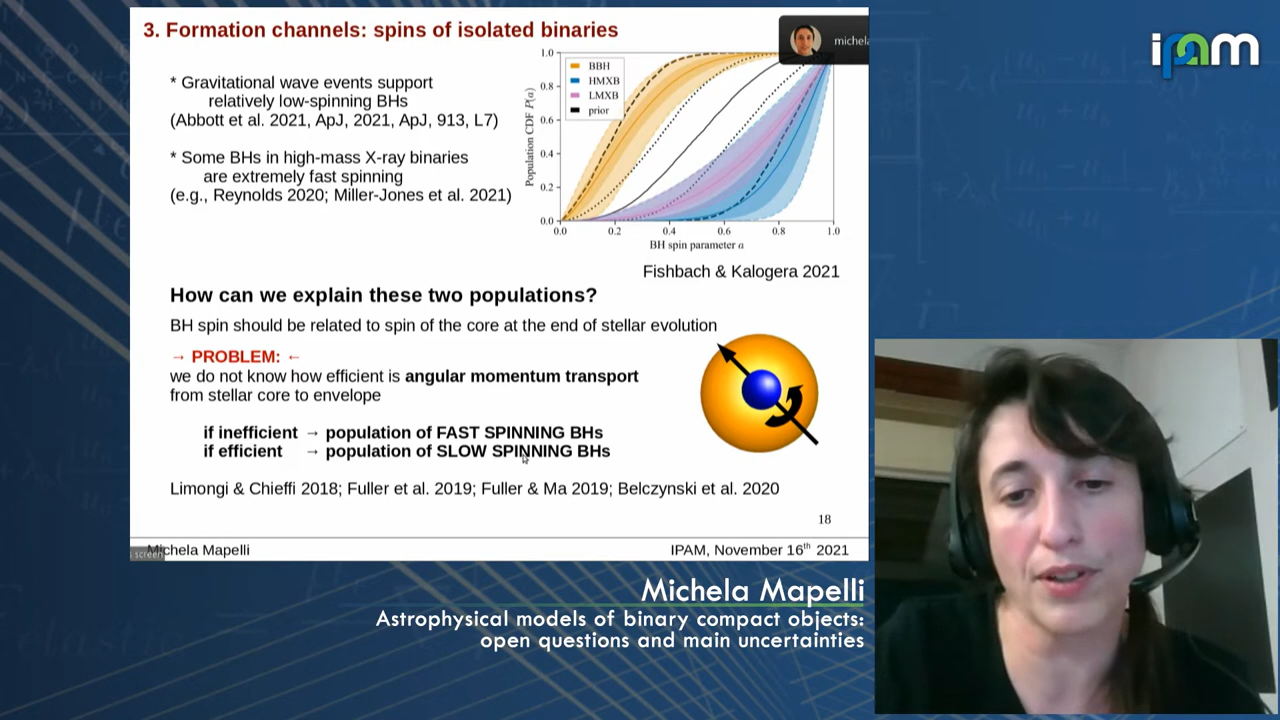 3. Formation channels: spins of isolated binaries
michela
ipam
* Gravitational wave events support
relatively low-spinning BHs
(Abbott et al. 2021, ApJ, 2021, ApJ, 913, L7)
* Some BHs in high-mass X-ray binaries
are extremely fast spinning
(e.g., Reynolds 2020; Miller-Jones et al. 2021)
Population CDF P(a)
1.0
0.8
0.6
0.4
0.2
0.0
BBH
HMXB
LMXB
prior
0.0 0.2 0.4 0.6 0.8 1.0
BH spin parameter a
Fishbach & Kalogera 2021
How can we explain these two populations?
BH spin should be related to spin of the core at the end of stellar evolution
→ PROBLEM: ←
we do not know how efficient is angular momentum transport
from stellar core to envelope
if inefficient → population of FAST SPINNING BHs
if efficient → population of SLOW SPINNING BHs
Limongi & Chieffi 2018; Fuller et al. 2019; Fuller & Ma 2019; Belczynski et al. 2020
18
screen
Michela Mapelli
IPAM, November 16th 2021
Michela Mapelli
Astrophysical models of binary compact objects:
open questions and main uncertainties